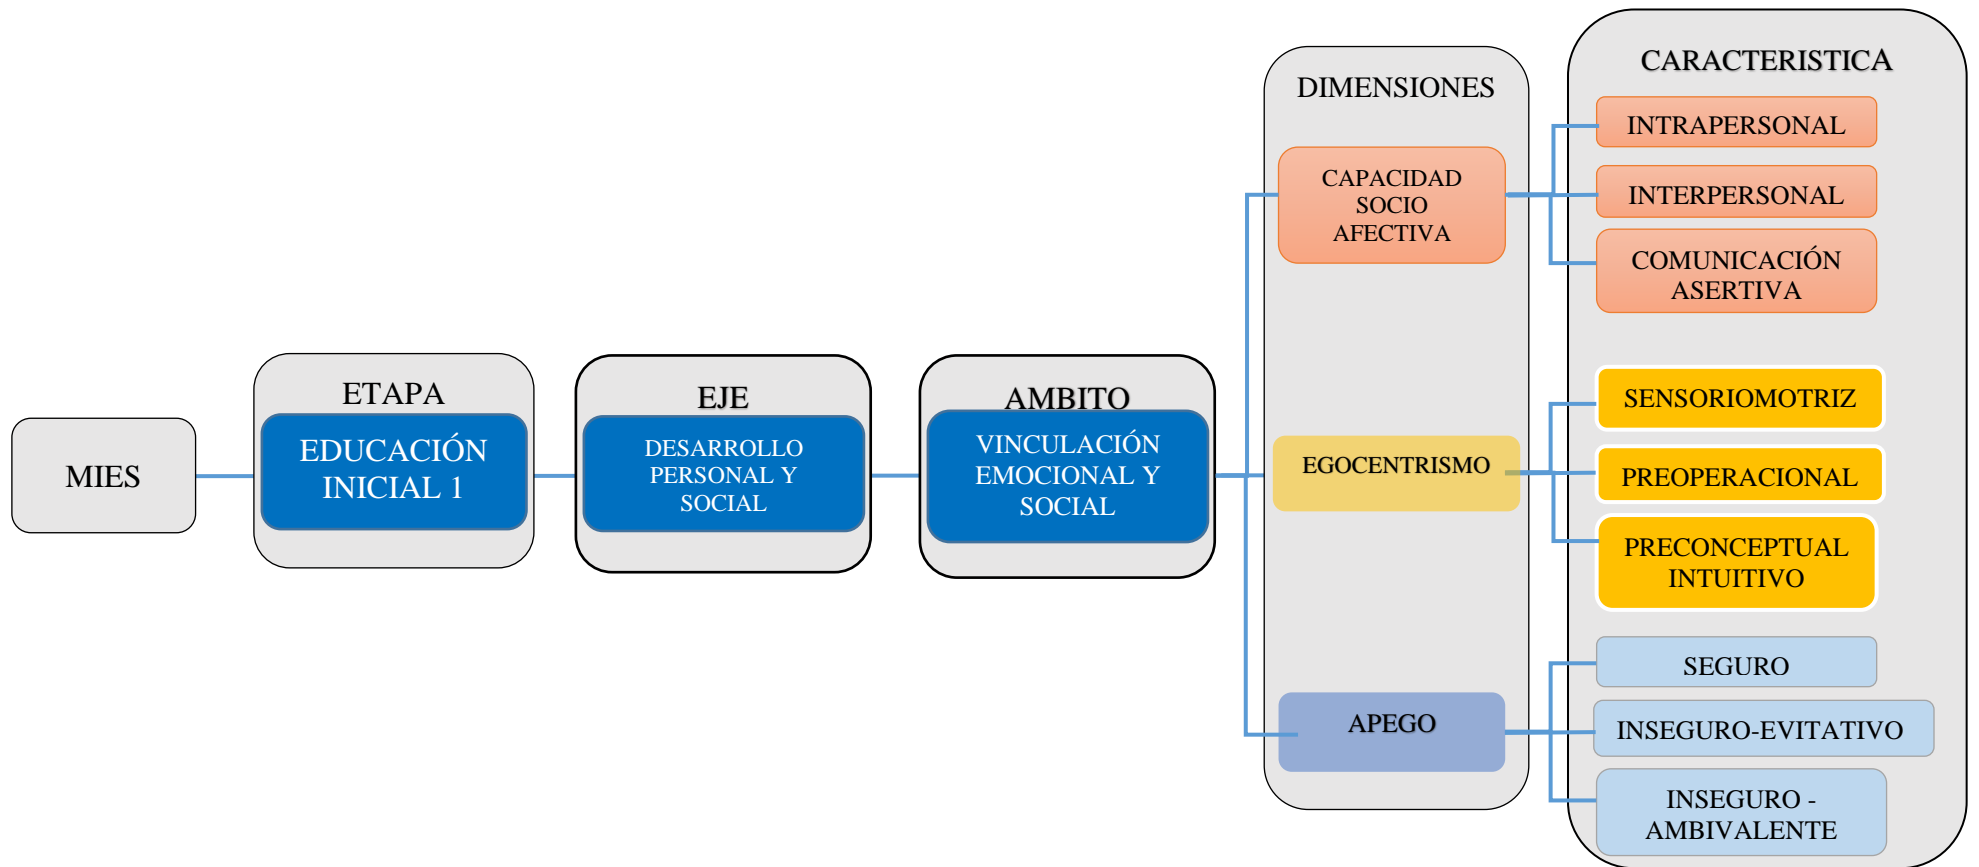 MIES
ETAPA
EDUCACIÓN
INICIAL 1
EJE
DESARROLLO
PERSONAL Y
SOCIAL
AMBITO
VINCULACIÓN
EMOCIONAL Y
SOCIAL
DIMENSIONES
CAPACIDAD
SOCIO
AFECTIVA
EGOCENTRISMO
APEGO
CARACTERISTICA
INTRAPERSONAL
INTERPERSONAL
COMUNICACIÓN
ASERTIVA
SENSORIOMOTRIZ
PREOPERACIONAL
PRECONCEPTUAL
INTUITIVO
SEGURO
INSEGURO-EVITATIVO
INSEGURO -
AMBIVALENTE